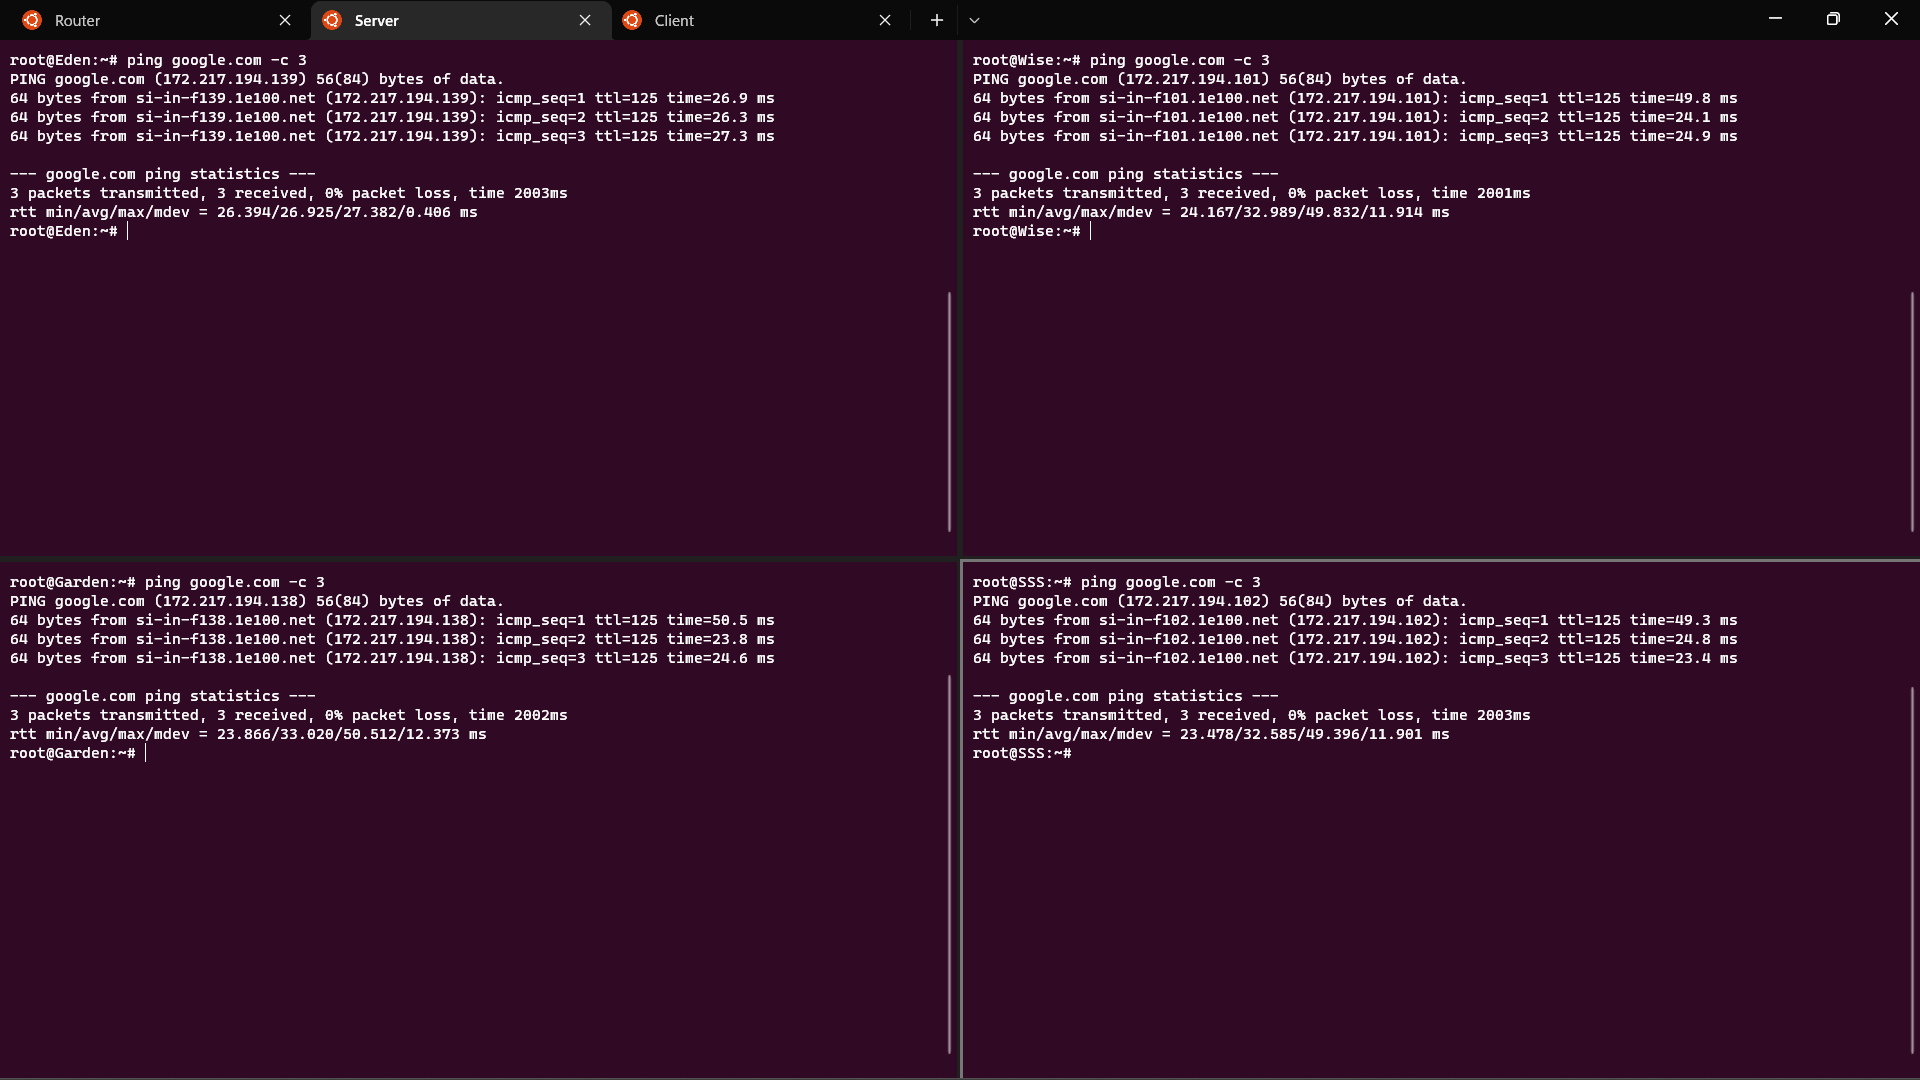 Router
Server
Client
root@Eden:~# ping google.com -c 3
PING google.com (172.217.194.139) 56(84) bytes of data.
64 bytes from si-in-f139.1e100.net (172.217.194.139): icmp_seq=1 ttl=125 time=26.9 ms
64 bytes from si-in-f139.1e100.net (172.217.194.139): icmp_seq=2 ttl=125 time=26.3 ms
64 bytes from si-in-f139.1e100.net (172.217.194.139): icmp_seq=3 ttl=125 time=27.3 ms
--- google.com ping statistics ---
3 packets transmitted, 3 received, 0% packet loss, time 2003ms
rtt min/avg/max/mdev = 26.394/26.925/27.382/0.406 ms
root@Eden:~#
root@Wise:~# ping google.com -c 3
PING google.com (172.217.194.101) 56(84) bytes of data.
64 bytes from si-in-f101.1e100.net (172.217.194.101): icmp_seq=1 ttl=125 time=49.8 ms
64 bytes from si-in-f101.1e100.net (172.217.194.101): icmp_seq=2 ttl=125 time=24.1 ms
64 bytes from si-in-f101.1e100.net (172.217.194.101): icmp_seq=3 ttl=125 time=24.9 ms
--- google.com ping statistics ---
3 packets transmitted, 3 received, 0% packet loss, time 2001ms
rtt min/avg/max/mdev = 24.167/32.989/49.832/11.914 ms
root@Wise:~#
root@Garden:~# ping google.com -c 3
PING google.com (172.217.194.138) 56(84) bytes of data.
64 bytes from si-in-f138.1e100.net (172.217.194.138): icmp_seq=1 ttl=125 time=50.5 ms
64 bytes from si-in-f138.1e100.net (172.217.194.138): icmp_seq=2 ttl=125 time=23.8 ms
64 bytes from si-in-f138.1e100.net (172.217.194.138): icmp_seq=3 ttl=125 time=24.6 ms
--- google.com ping statistics ---
3 packets transmitted, 3 received, 0% packet loss, time 2002ms
rtt min/avg/max/mdev = 23.866/33.020/50.512/12.373 ms
root@Garden:~#
root@SSS:~# ping google.com -c 3
PING google.com (172.217.194.102) 56(84) bytes of data.
64 bytes from si-in-f102.1e100.net (172.217.194.102): icmp_seq=1 ttl=125 time=49.3 ms
64 bytes from si-in-f102.1e100.net (172.217.194.102): icmp_seq=2 ttl=125 time=24.8 ms
64 bytes from si-in-f102.1e100.net (172.217.194.102): icmp_seq=3 ttl=125 time=23.4 ms
--- google.com ping statistics ---
3 packets transmitted, 3 received, 0% packet loss, time 2003ms
rtt min/avg/max/mdev = 23.478/32.585/49.396/11.901 ms
root@SSS:~#